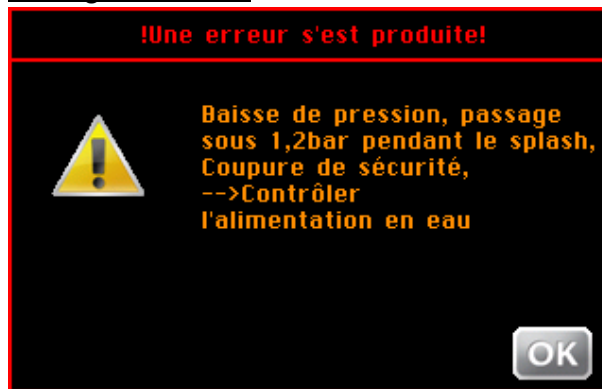 !Une erreur s'est produite!
Baisse de pression, passage
sous 1,2bar pendant le splash,
Coupure de sécurité,
-->Contrôler
l'alimentation en eau
OK